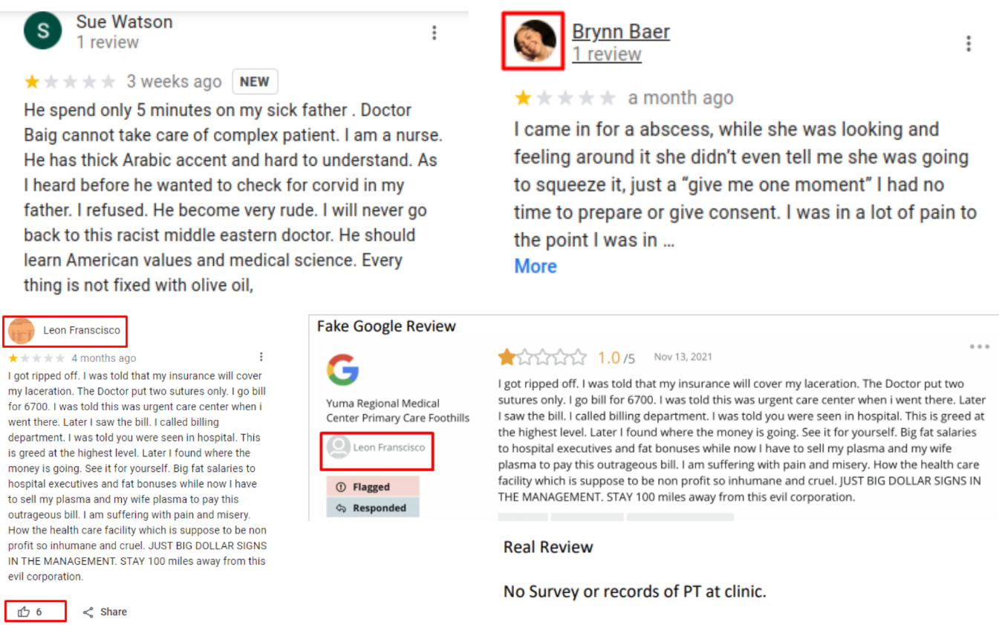 S
Sue Watson
1 review
3 weeks ago NEW
He spend only 5 minutes on my sick father . Doctor
Baig cannot take care of complex patient. I am a nurse.
He has thick Arabic accent and hard to understand. As
I heard before he wanted to check for corvid in my
father. I refused. He become very rude. I will never go
back to this racist middle eastern doctor. He should
learn American values and medical science. Every
thing is not fixed with olive oil,
Brynn Baer
1 review
a month ago
I came in for a abscess, while she was looking and
feeling around it she didn't even tell me she was going
to squeeze it, just a “give me one moment” I had no
time to prepare or give consent. I was in a lot of pain to
the point I was in ...
More
Leon Franscisco
4 months ago
I got ripped off. I was told that my insurance will cover
my laceration. The Doctor put two sutures only. I go bill
for 6700. I was told this was urgent care center when i
went there. Later I saw the bill. I called billing
department. I was told you were seen in hospital. This
is greed at the highest level. Later I found where the
money is going. See it for yourself. Big fat salaries to
hospital executives and fat bonuses while now I have
to sell my plasma and my wife plasma to pay this
outrageous bill. I am suffering with pain and misery.
How the health care facility which is suppose to be non
profit so inhumane and cruel. JUST BIG DOLLAR SIGNS
IN THE MANAGEMENT. STAY 100 miles away from this
evil corporation.
6 Share
Fake Google Review
G
Yuma Regional Medical
Center Primary Care Foothills
Leon Franscisco
Flagged
Responded
1.0 /5 Nov 13, 2021
I got ripped off. I was told that my insurance will cover my laceration. The Doctor put two
sutures only. I go bill for 6700. I was told this was urgent care center when i went there. Later
I saw the bill. I called billing department. I was told you were seen in hospital. This is greed at
the highest level. Later I found where the money is going. See it for yourself. Big fat salaries
to hospital executives and fat bonuses while now I have to sell my plasma and my wife
plasma to pay this outrageous bill. I am suffering with pain and misery. How the health care
facility which is suppose to be non profit so inhumane and cruel. JUST BIG DOLLAR SIGNS IN
THE MANAGEMENT. STAY 100 miles away from this evil corporation.
Real Review
No Survey or records of PT at clinic.